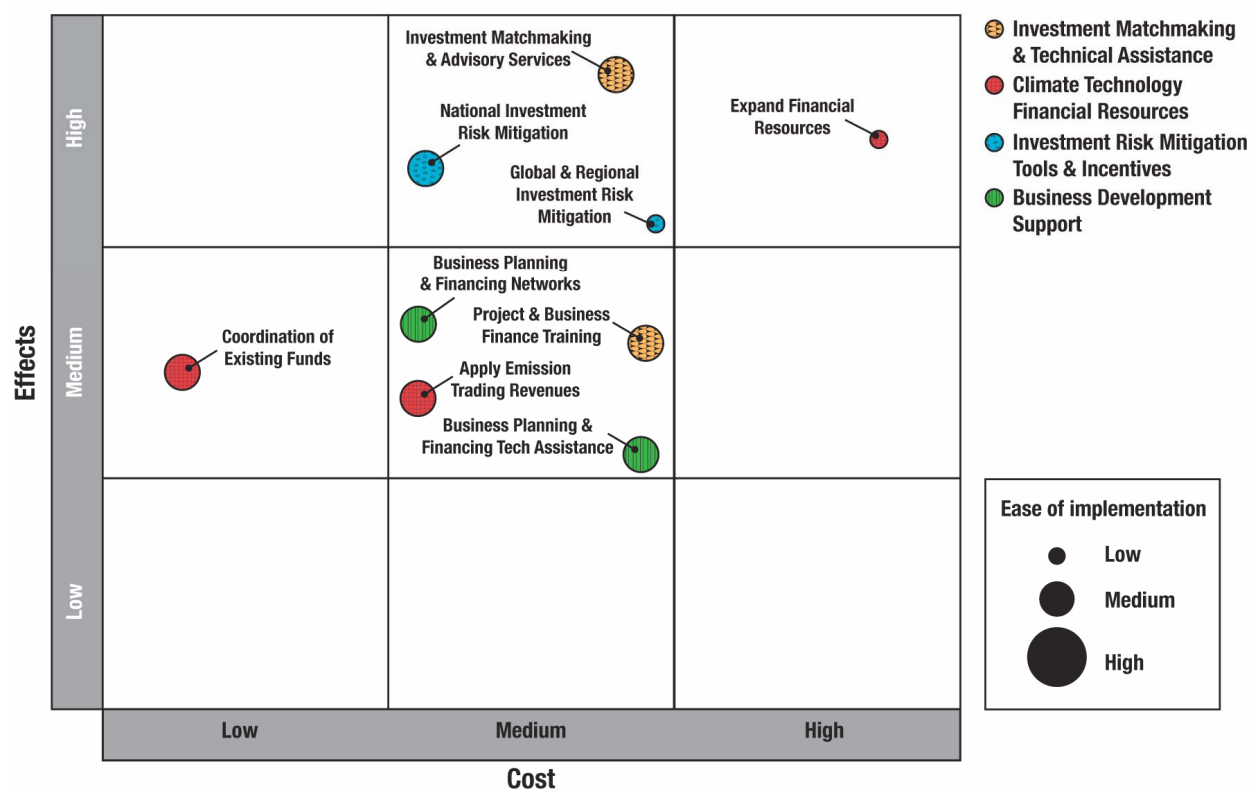 Investment Matchmaking
& Advisory Services
National Investment
Risk Mitigation
Global & Regional
Investment Risk
Mitigation
Expand Financial
Resources
Investment Matchmaking
& Technical Assistance
Climate Technology
Financial Resources
Investment Risk Mitigation
Tools & Incentives
Business Development
Support
High
Effects
Medium
Coordination of
Existing Funds
Business Planning
& Financing Networks
Project & Business
Finance Training
Apply Emission
Trading Revenues
Business Planning &
Financing Tech Assistance
Low
Ease of implementation
Low
Medium
High
Low
Medium
High
Cost